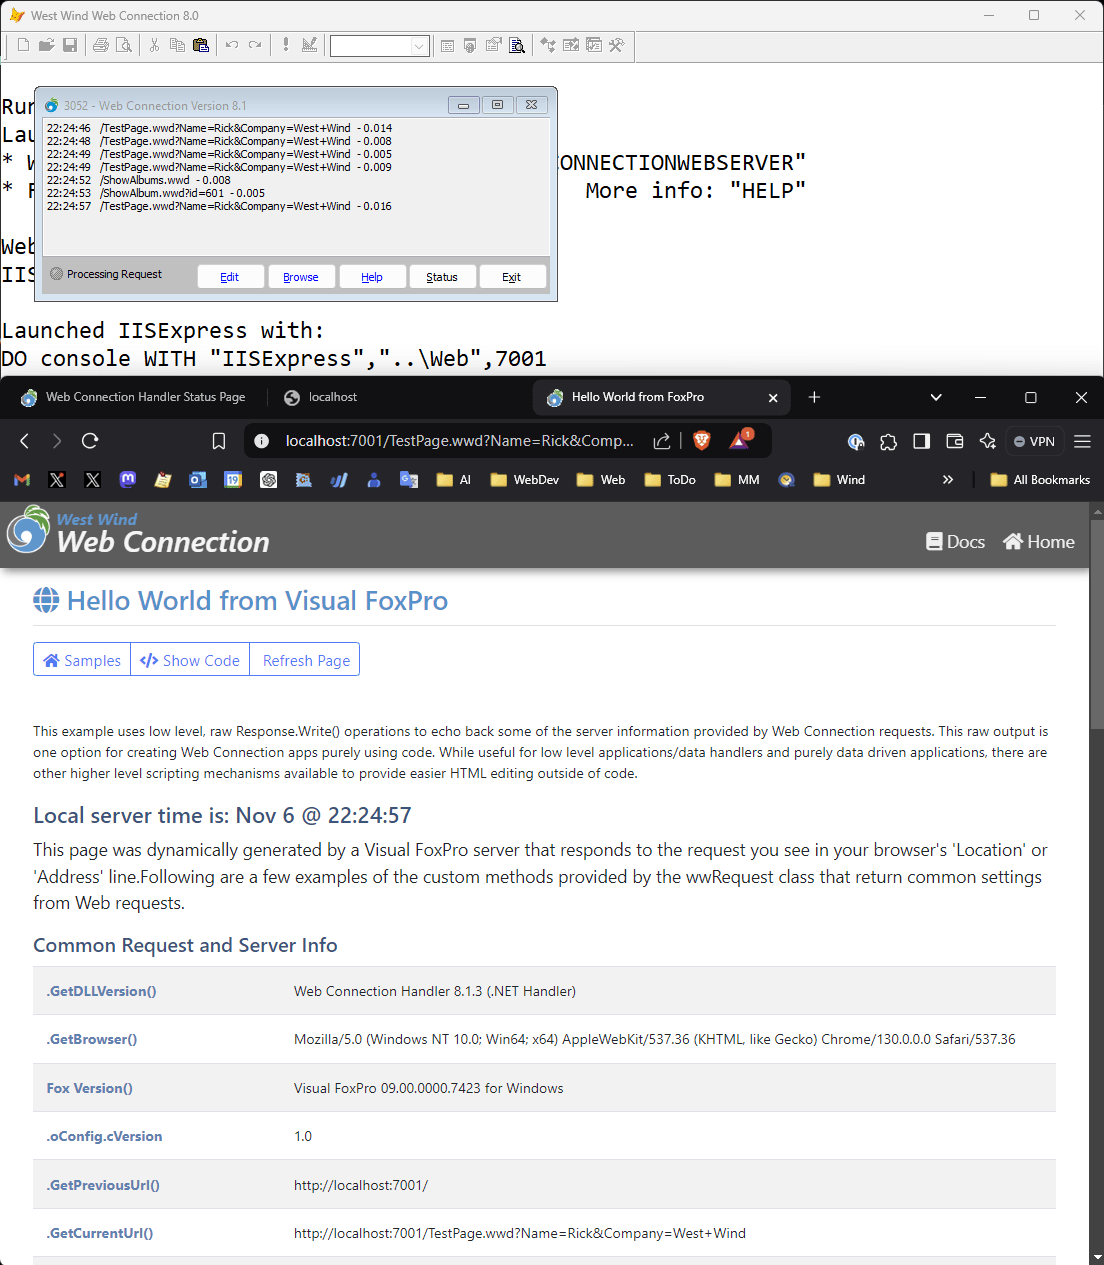 West Wind Web Connection 8.0
Run
Lau
3052 - Web Connection Version 8.1
22:24:46 /TestPage.wwd?Name=Rick&Company=West+Wind - 0.014
22:24:48 /TestPage.wwd?Name=Rick&Company=West+Wind - 0.008
22:24:49 /TestPage.wwd?Name=Rick&Company=West+Wind - 0.005
22:24:49 /TestPage.wwd?Name=Rick&Company=West+Wind - 0.009
22:24:52 /ShowAlbums.wwd - 0.008
22:24:53 /ShowAlbum.wwd?id=601 - 0.005
22:24:57 /TestPage.wwd?Name=Rick&Company=West+Wind - 0.016
Processing Request
Edit
Browse
Help
Status
Exit
* W
CONNECTIONWEBSERVER"
* F
More info: "HELP"
Web
IIS
Launched IISExpress with:
DO console WITH "IISExpress","..\Web",7001
Web Connection Handler Status Page
localhost
Hello World from FoxPro
localhost:7001/TestPage.wwd?Name=Rick&Comp...
1
VPN
19
AI
WebDev
Web
ToDo
MM
Wind
All Bookmarks
West Wind
Web Connection
Docs
Home
Hello World from Visual FoxPro
Samples
Show Code
Refresh Page
This example uses low level, raw Response.Write() operations to echo back some of the server information provided by Web Connection requests. This raw output is
one option for creating Web Connection apps purely using code. While useful for low level applications/data handlers and purely data driven applications, there are
other higher level scripting mechanisms available to provide easier HTML editing outside of code.
Local server time is: Nov 6 @ 22:24:57
This page was dynamically generated by a Visual FoxPro server that responds to the request you see in your browser's 'Location' or
'Address' line.Following are a few examples of the custom methods provided by the wwRequest class that return common settings
from Web requests.
Common Request and Server Info
.GetDLLVersion() Web Connection Handler 8.1.3 (.NET Handler)
.GetBrowser() Mozilla/5.0 (Windows NT 10.0; Win64; x64) AppleWebKit/537.36 (KHTML, like Gecko) Chrome/130.0.0.0 Safari/537.36
Fox Version() Visual FoxPro 09.00.0000.7423 for Windows
.oConfig.cVersion 1.0
.GetPreviousUrl() http://localhost:7001/
.GetCurrentUrl() http://localhost:7001/TestPage.wwd?Name=Rick&Company=West+Wind